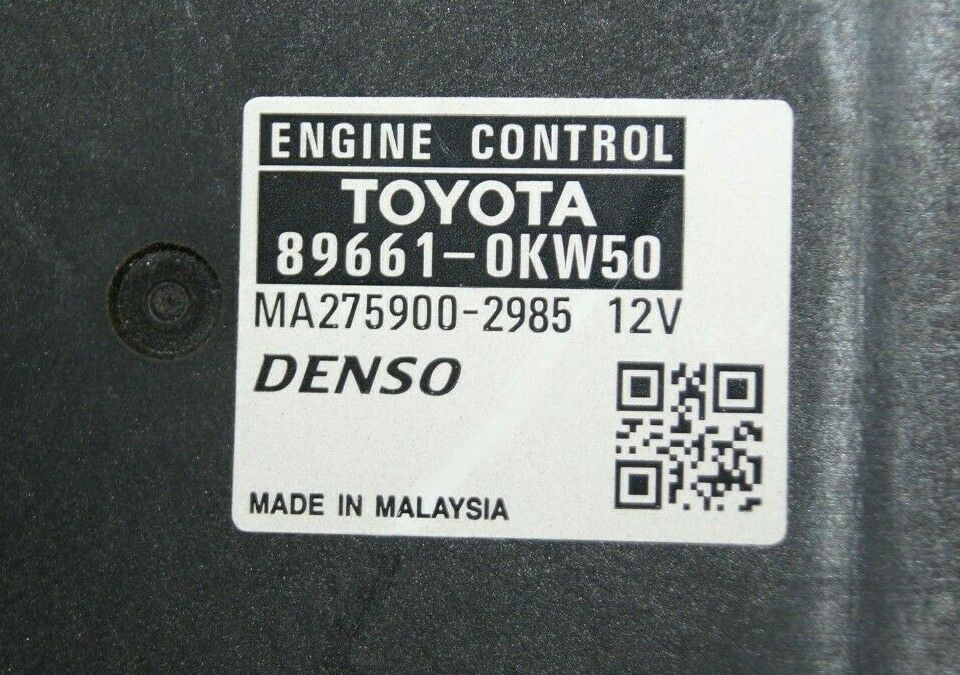 ENGINE CONTROL
TOYOTA
89661-0KW50
MA275900-2985 12V
DENSO
MADE IN MALAYSIA